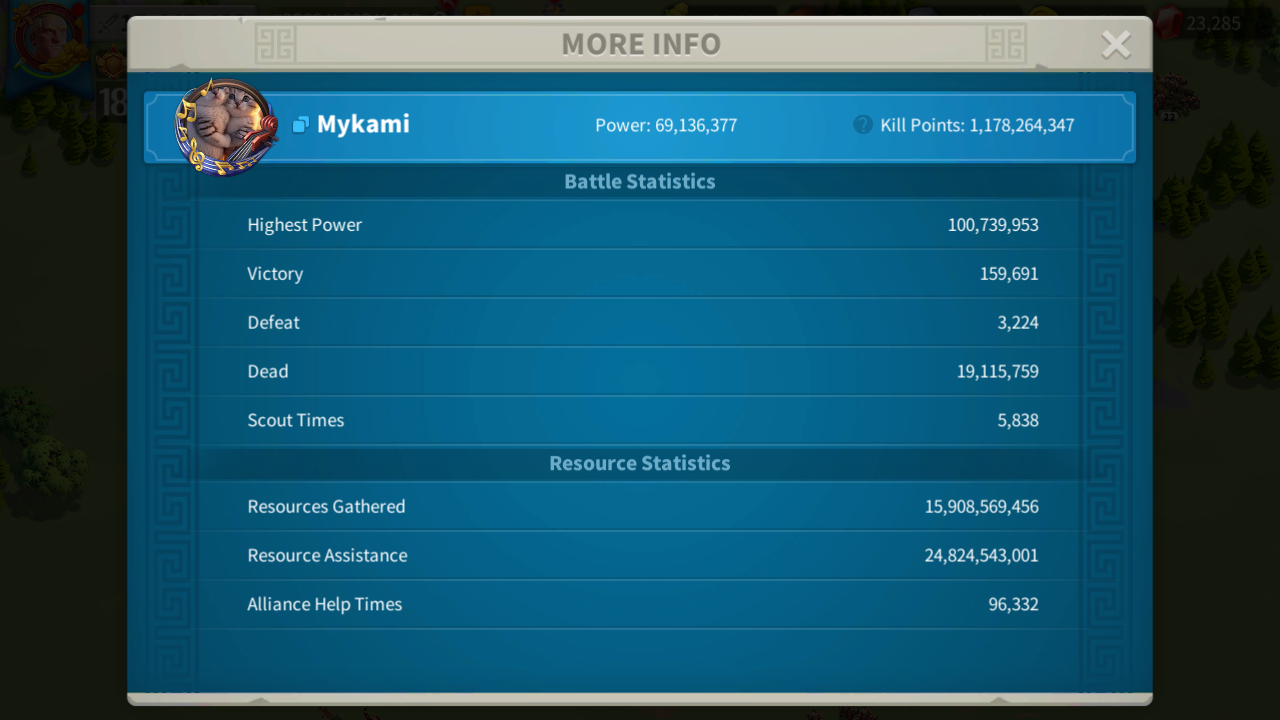 MORE INFO
23,285
18
Mykami
Power: 69,136,377
? Kill Points: 1,178,264,347
22
Battle Statistics
Highest Power 100,739,953
Victory 159,691
Defeat 3,224
Dead 19,115,759
Scout Times 5,838
Resource Statistics
Resources Gathered 15,908,569,456
Resource Assistance 24,824,543,001
Alliance Help Times 96,332